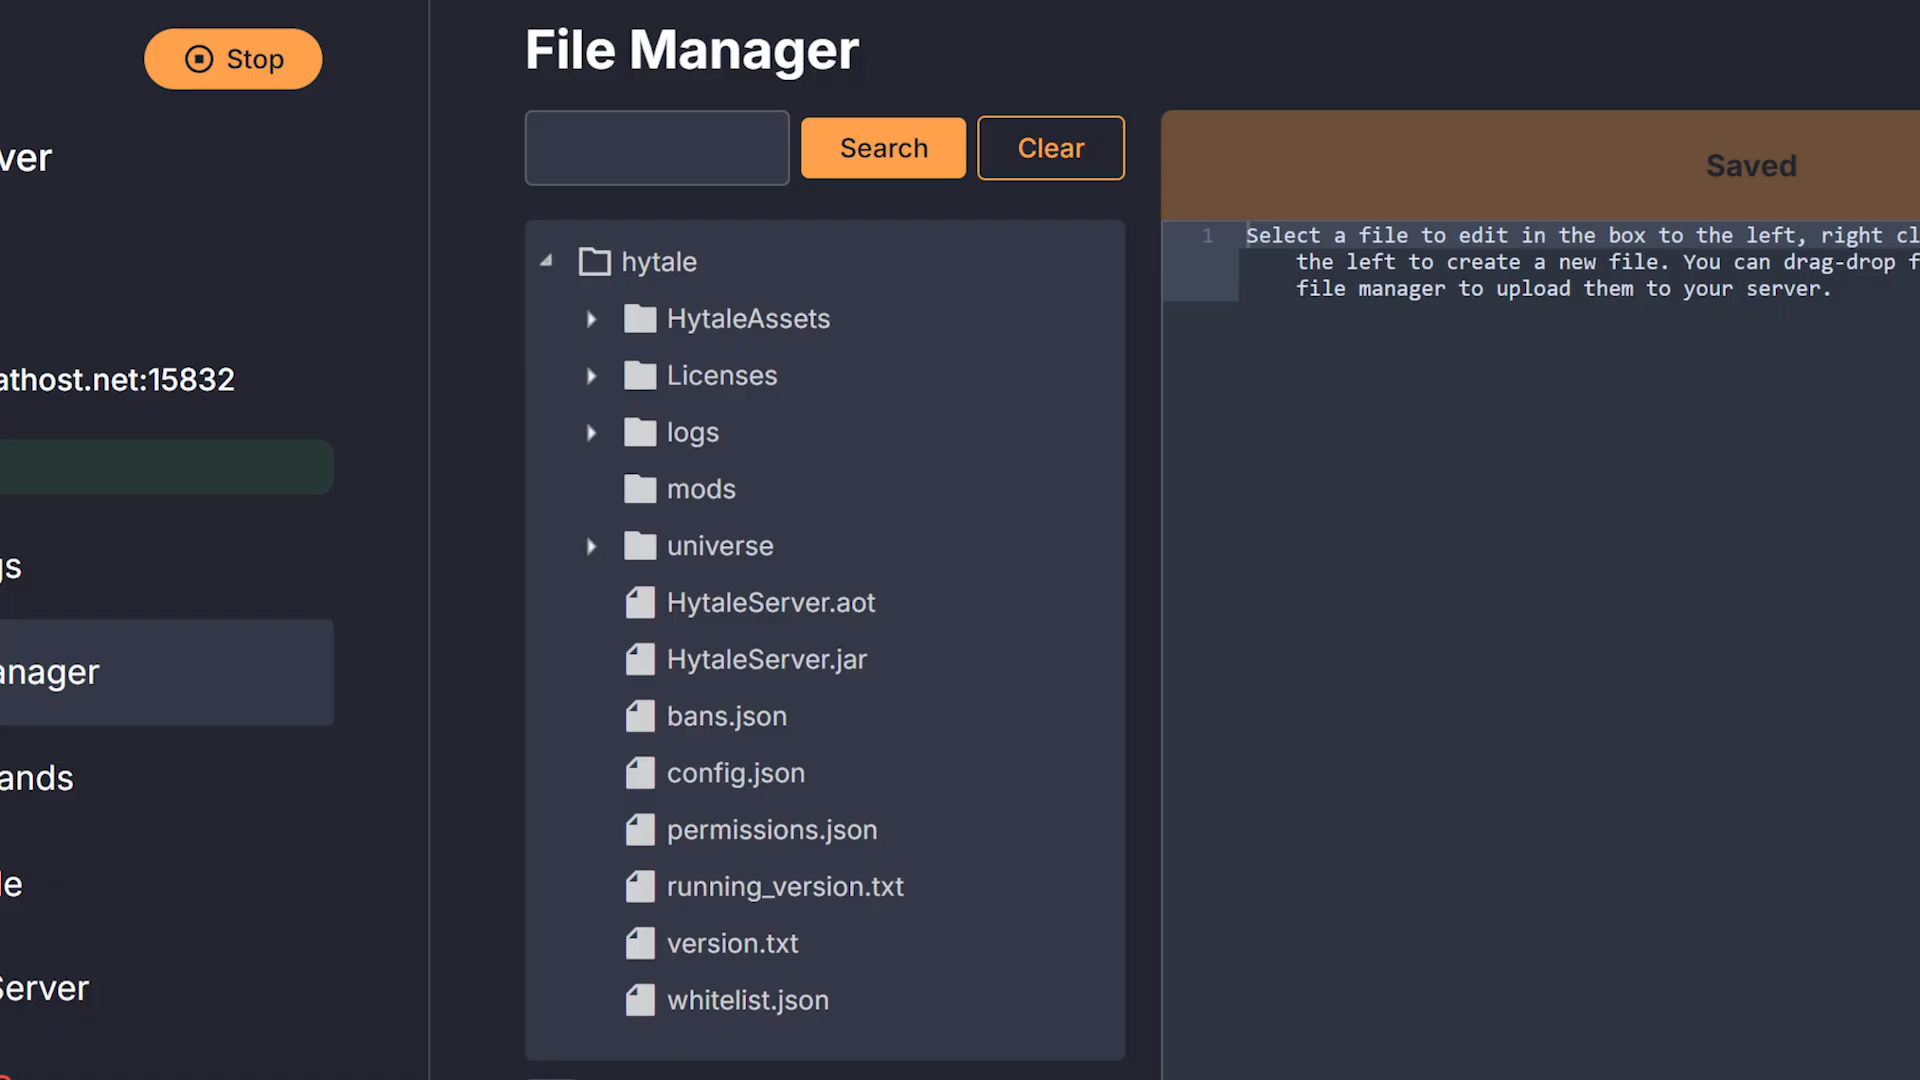 Stop
ver
athost.net:15832
gs
anager
ands
le
Server
File Manager
Search
Clear
hytale
HytaleAssets
Licenses
logs
mods
universe
HytaleServer.aot
HytaleServer.jar
bans.json
config.json
permissions.json
running_version.txt
version.txt
whitelist.json
Saved
1
Select a file to edit in the box to the left, right cl
the left to create a new file. You can drag-drop f
file manager to upload them to your server.